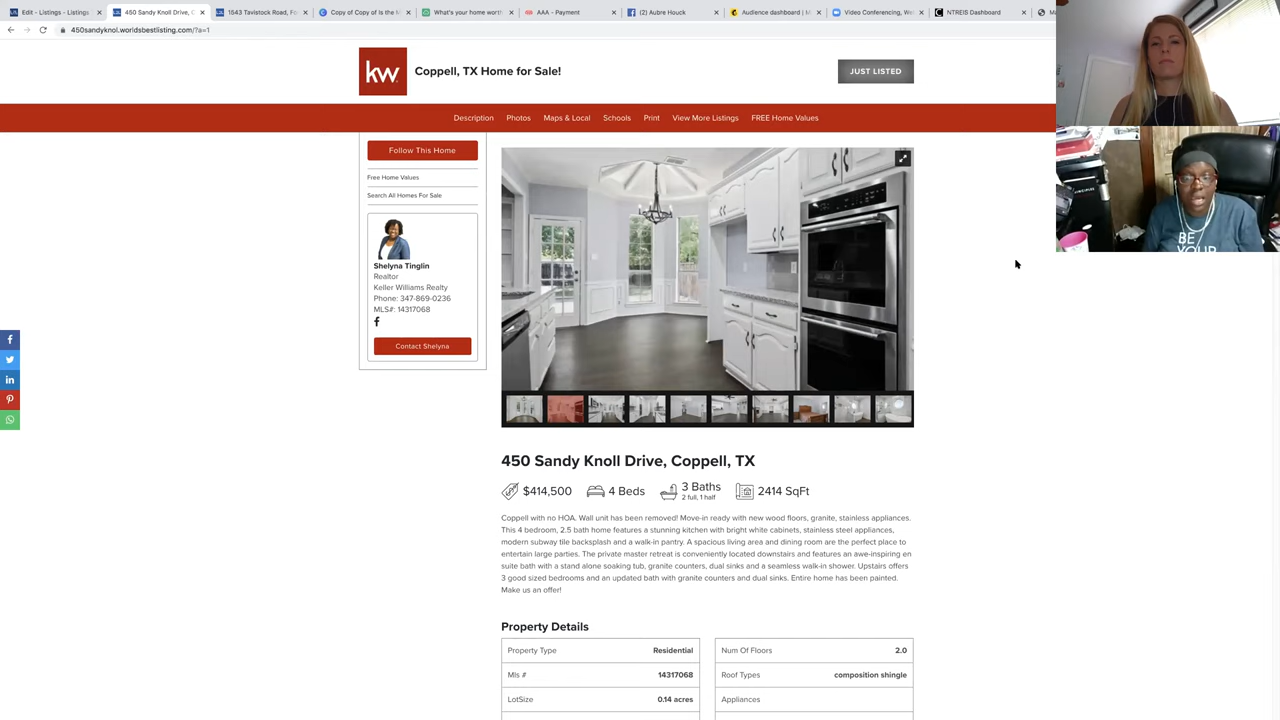 Edit - Listings - Listings
450 Sandy Knoll Drive, C
1543 Tavistock Road, Fo
Copy of Copy of Is the M
What's your home worth
AAA - Payment
(2) Aubre Houck
Audience dashboard | M
Video Conferencing, We
NTREIS Dashboard
450sandyknol.worldsbestlisting.com/?a=1
kw
Coppell, TX Home for Sale!
JUST LISTED
Description
Photos
Maps & Local
Schools
Print
View More Listings
FREE Home Values
Follow This Home
Free Home Values
Search All Homes For Sale
Shelyna Tinglin
Realtor
Keller Williams Realty
Phone: 347-869-0236
MLS#: 14317068
Contact Shelyna
BE
YOUR
450 Sandy Knoll Drive, Coppell, TX
$414,500
4 Beds
3 Baths
2 full, 1 half
2414 SqFt
Coppell with no HOA. Wall unit has been removed! Move-in ready with new wood floors, granite, stainless appliances.
This 4 bedroom, 2.5 bath home features a stunning kitchen with bright white cabinets, stainless steel appliances,
modern subway tile backsplash and a walk-in pantry. A spacious living area and dining room are the perfect place to
entertain large parties. The private master retreat is conveniently located downstairs and features an awe-inspiring en
suite bath with a stand alone soaking tub, granite counters, dual sinks and a seamless walk-in shower. Upstairs offers
3 good sized bedrooms and an updated bath with granite counters and dual sinks. Entire home has been painted.
Make us an offer!
Property Details
Property Type Residential
Mls # 14317068
LotSize 0.14 acres
Num Of Floors 2.0
Roof Types composition shingle
Appliances